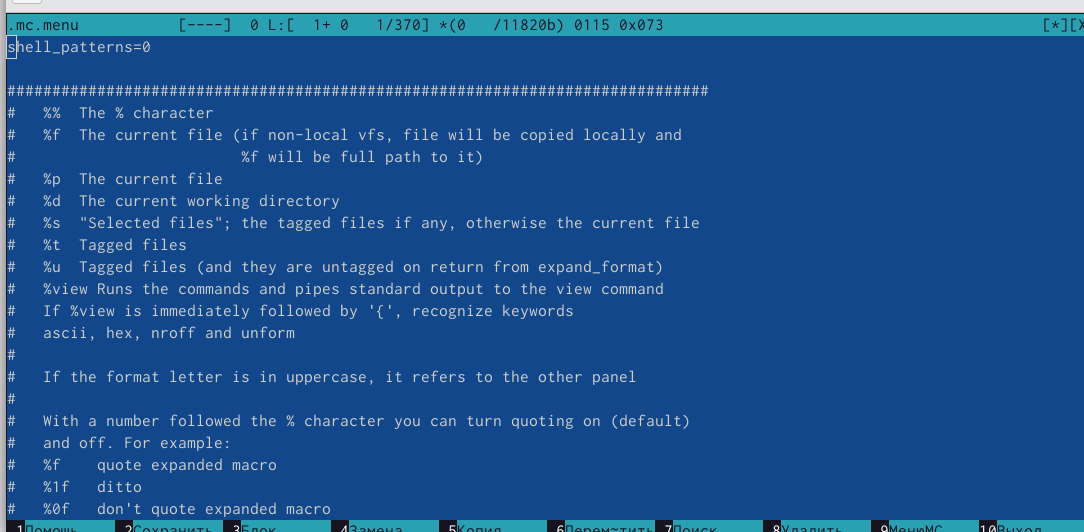 .mc.menu [----] 0 L:[ 1+ 0 1/370] *(0 /11820b) 0115 0x073 [*][X
shell_patterns=0
##############################################################################
# %% The % character
# %f The current file (if non-local vfs, file will be copied locally and
# %f will be full path to it)
# %p The current file
# %d The current working directory
# %s "Selected files"; the tagged files if any, otherwise the current file
# %t Tagged files
# %u Tagged files (and they are untagged on return from expand_format)
# %view Runs the commands and pipes standard output to the view command
# If %view is immediately followed by '{', recognize keywords
# ascii, hex, nroff and unform
#
# If the format letter is in uppercase, it refers to the other panel
#
# With a number followed the % character you can turn quoting on (default)
# and off. For example:
# %f quote expanded macro
# %1f ditto
# %0f don't quote expanded macro
1Помощь 2Сохранить 3Блок 4Замена 5Копия 6Перем~тить 7Поиск 8Удалить 9МенюMC 10Выход